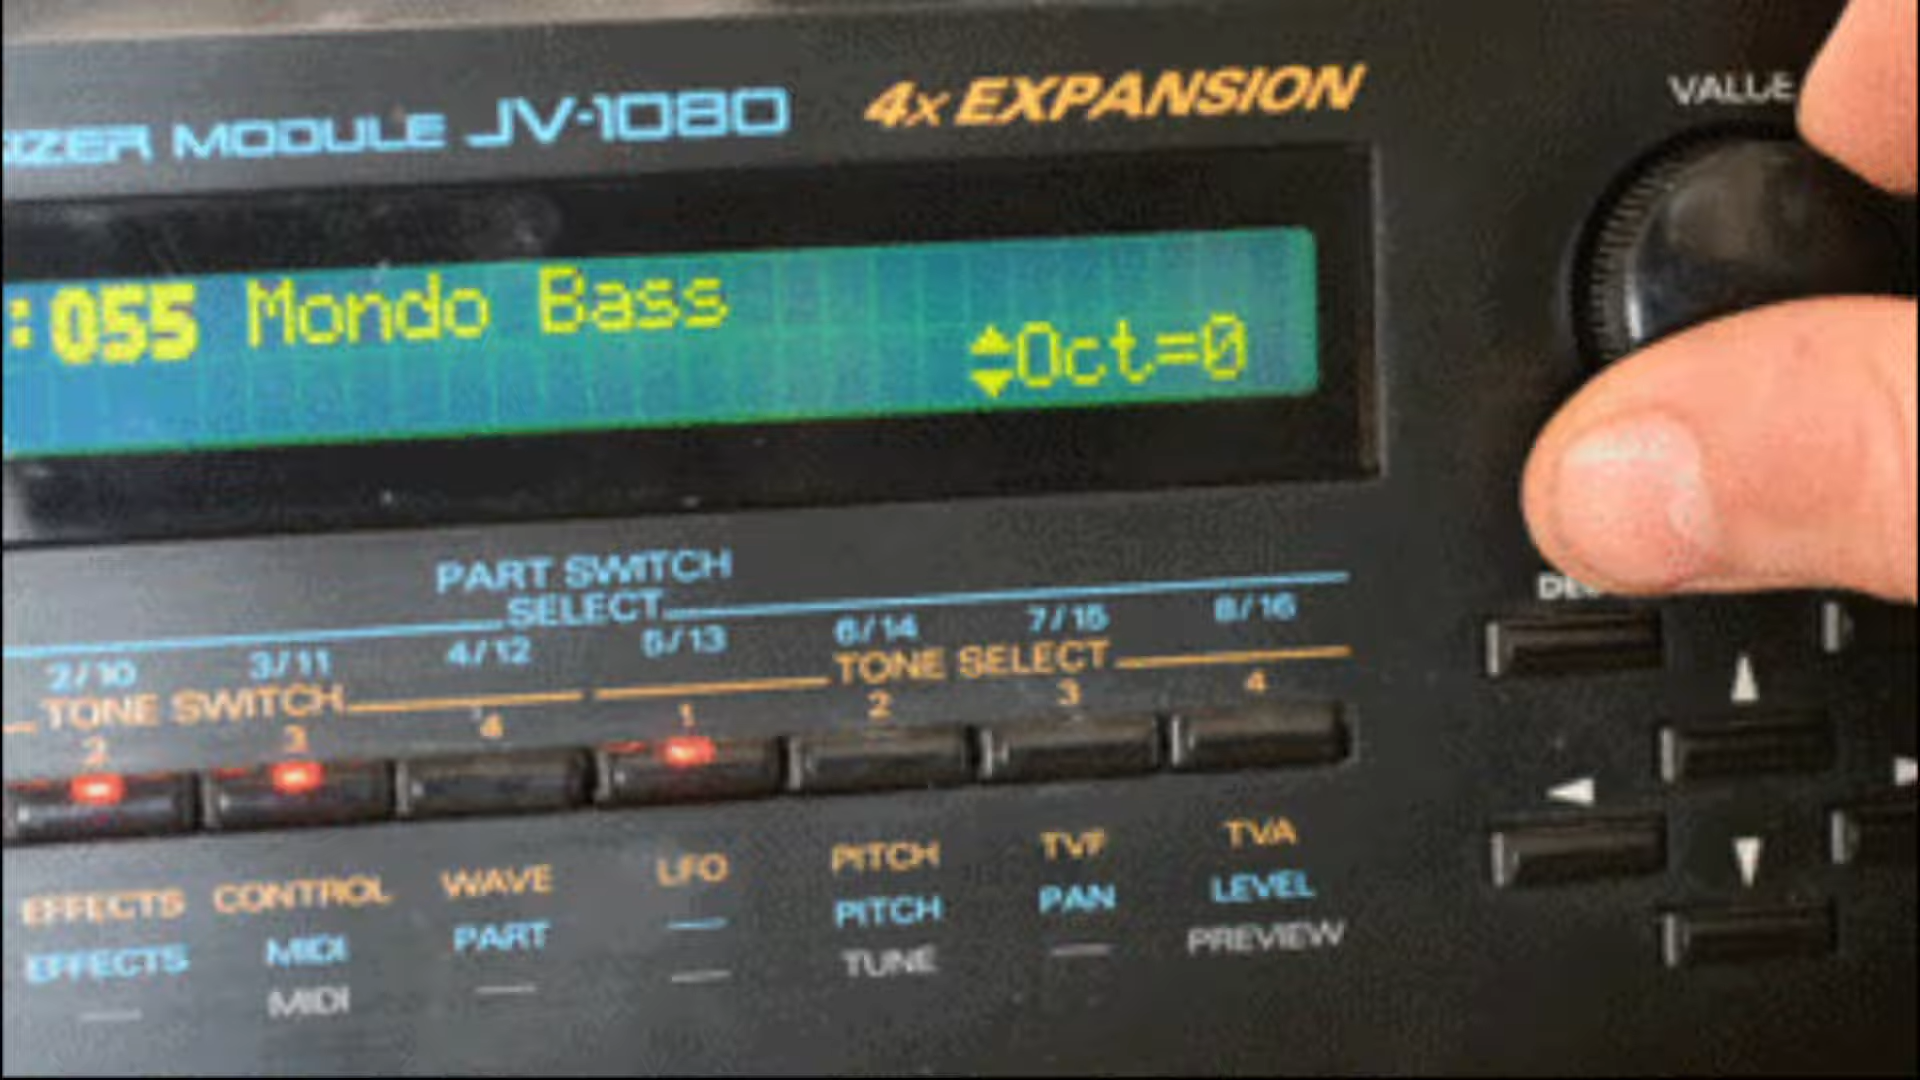 IZER MODULE JV-1080 4x EXPANSION
VALUE
:055 Mondo Bass
Oct=0
PART SWITCH
SELECT
2/10 3/11 4/12 5/13 6/14 7/15 8/16
TONE SWITCH TONE SELECT
2 3 4 1 2 3 4
EFFECTS CONTROL WAVE LFO PITCH TVF TVA
EFFECTS MIDI PART — PITCH PAN LEVEL
— MIDI — — TUNE — PREVIEW